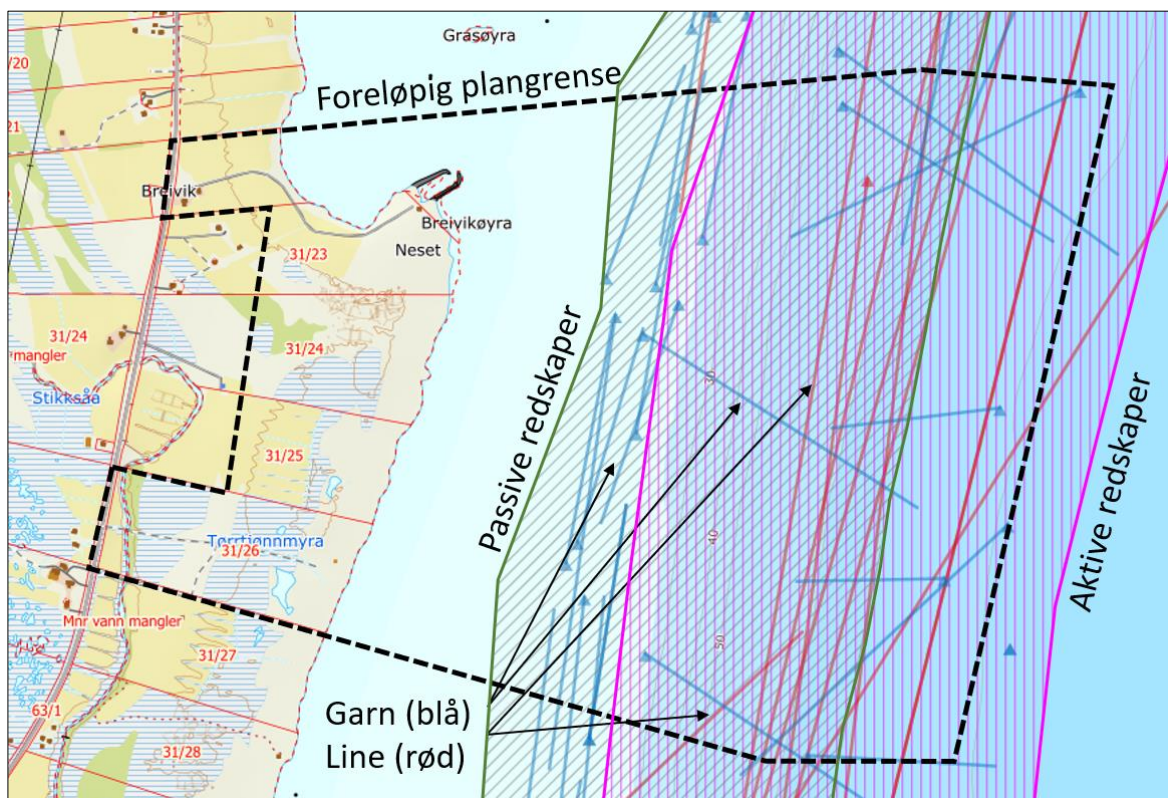 Grasøyra
/20
Foreløpig plangrense
21
Breivik
Breivikøyra
Neset
31/23
31/24
31/24
mangler
Stikksåa
30
Passive redskaper
31/25
40
Aktive redskaper
Tørrtjønnmyra
31/26
Mnr vann mangler
50
31/27
63/1
Garn (blå)
Line (rød)
31/28